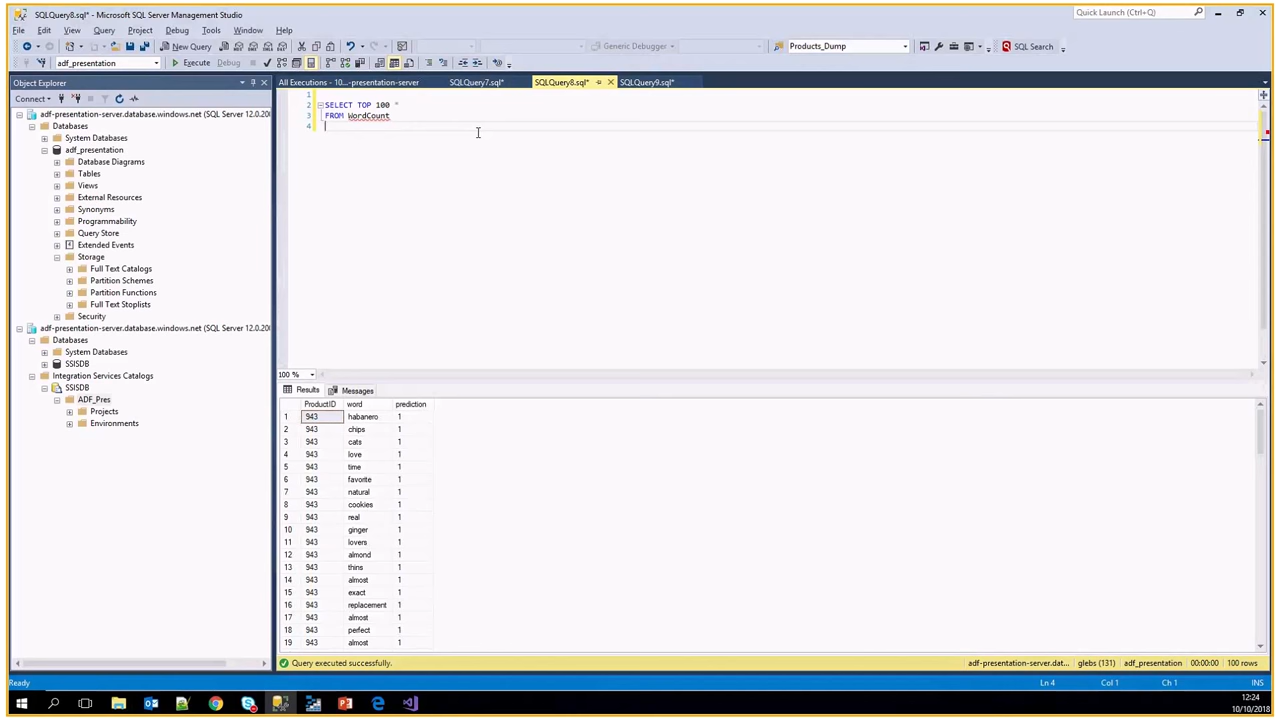 SQLQuery8.sql* - Microsoft SQL Server Management Studio
Quick Launch (Ctrl+Q)
File Edit View Query Project Debug Tools Window Help
New Query Generic Debugger Products_Dump SQL Search
adf_presentation Execute Debug
Object Explorer
All Executions - 10...-presentation-server SQLQuery7.sql* SQLQuery8.sql* SQLQuery9.sql*
Connect
adf-presentation-server.database.windows.net (SQL Server 12.0.200
Databases
System Databases
adf_presentation
Database Diagrams
Tables
Views
External Resources
Synonyms
Programmability
Query Store
Extended Events
Storage
Full Text Catalogs
Partition Schemes
Partition Functions
Full Text Stoplists
Security
adf-presentation-server.database.windows.net (SQL Server 12.0.200
Databases
System Databases
SSISDB
Integration Services Catalogs
SSISDB
ADF_Pres
Projects
Environments
1
2 SELECT TOP 100 *
3 FROM WordCount
4
100 %
Results Messages
ProductID word prediction
1 943 habanero 1
2 943 chips 1
3 943 cats 1
4 943 love 1
5 943 time 1
6 943 favorite 1
7 943 natural 1
8 943 cookies 1
9 943 real 1
10 943 ginger 1
11 943 lovers 1
12 943 almond 1
13 943 thins 1
14 943 almost 1
15 943 exact 1
16 943 replacement 1
17 943 almost 1
18 943 perfect 1
19 943 almost 1
Query executed successfully. adf-presentation-server.dat... glebs (131) adf_presentation 00:00:00 100 rows
Ready Ln 4 Col 1 Ch 1 INS
12:24
10/10/2018